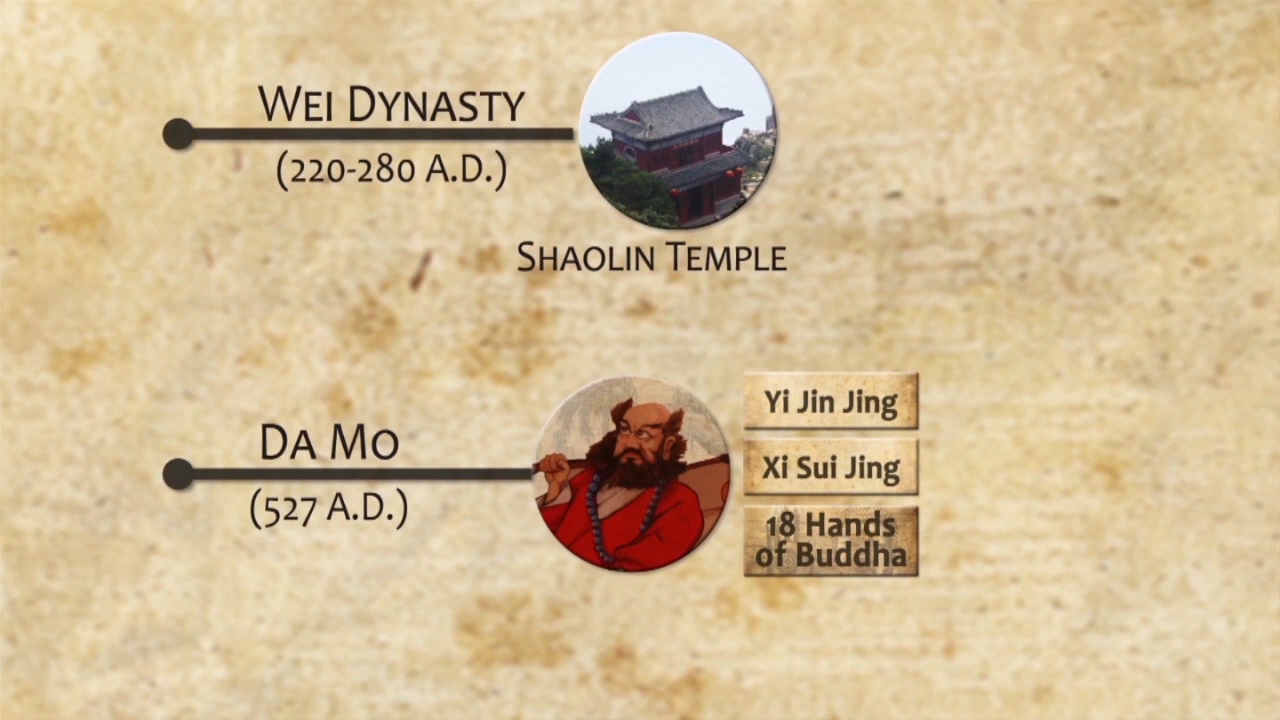 Wei Dynasty
(220-280 A.D.)
Shaolin Temple
Da Mo
(527 A.D.)
Yi Jin Jing
Xi Sui Jing
18 Hands
of Buddha